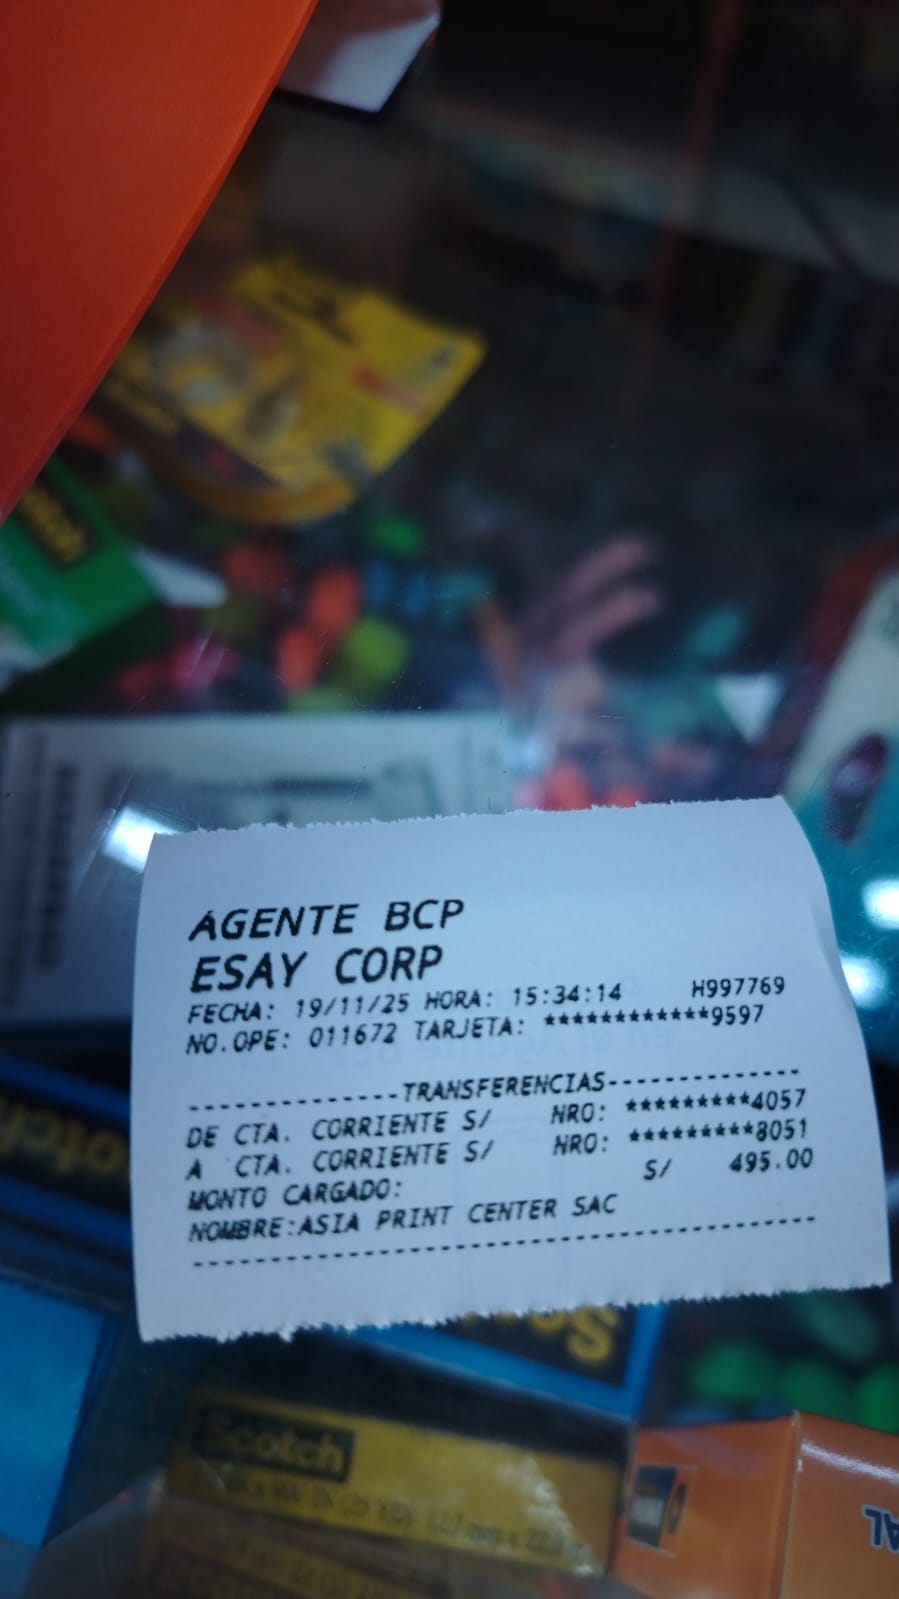 AGENTE BCP
ESAY CORP
FECHA: 19/11/25 HORA: 15:34:14 H997769
NO.OPE: 011672 TARJETA: ************9597
--------------TRANSFERENCIAS-------------
DE CTA. CORRIENTE S/ NRO: *********4057
A CTA. CORRIENTE S/ NRO: *********8051
MONTO CARGADO: S/ 495.00
NOMBRE:ASIA PRINT CENTER SAC
-----------------------------------------
Scotch